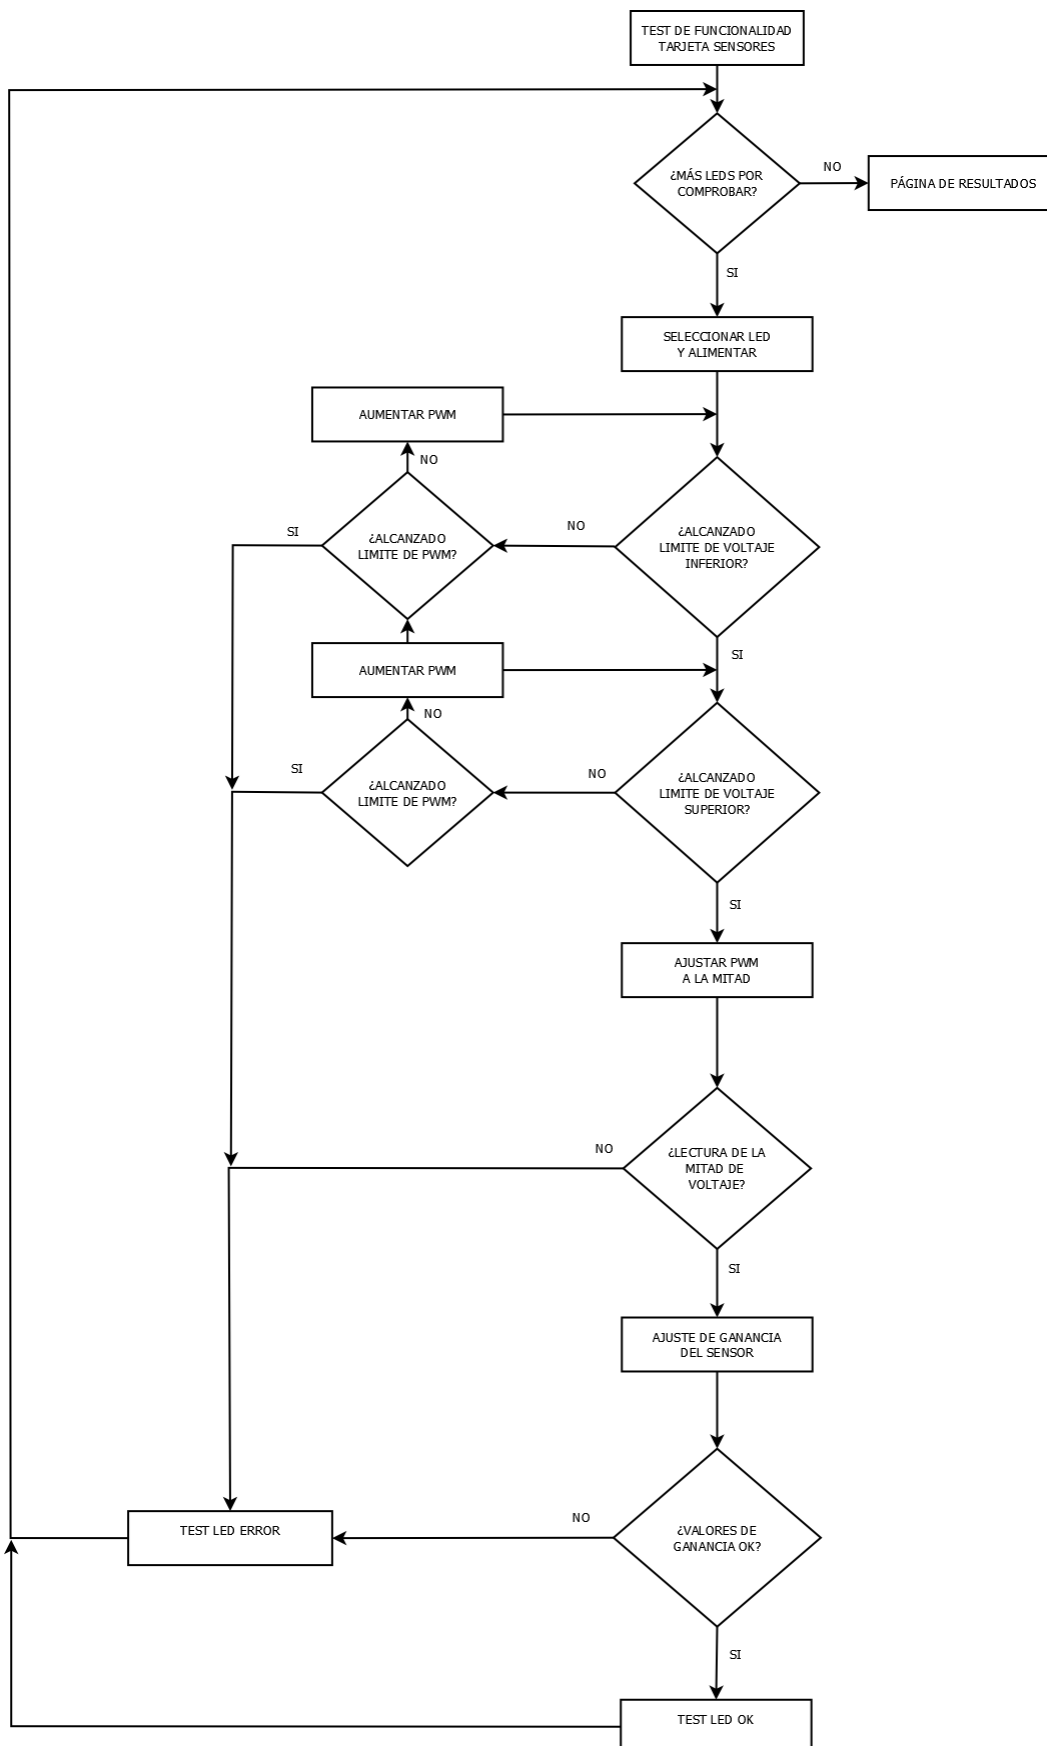 TEST DE FUNCIONALIDAD
TARJETA SENSORES
¿MÁS LEDS POR
COMPROBAR?
NO
PÁGINA DE RESULTADOS
SI
SELECCIONAR LED
Y ALIMENTAR
AUMENTAR PWM
NO
¿ALCANZADO
LIMITE DE VOLTAJE
INFERIOR?
NO
¿ALCANZADO
LIMITE DE PWM?
SI
SI
AUMENTAR PWM
NO
¿ALCANZADO
LIMITE DE VOLTAJE
SUPERIOR?
NO
¿ALCANZADO
LIMITE DE PWM?
SI
SI
AJUSTAR PWM
A LA MITAD
¿LECTURA DE LA
MITAD DE
VOLTAJE?
NO
SI
AJUSTE DE GANANCIA
DEL SENSOR
¿VALORES DE
GANANCIA OK?
NO
TEST LED ERROR
SI
TEST LED OK